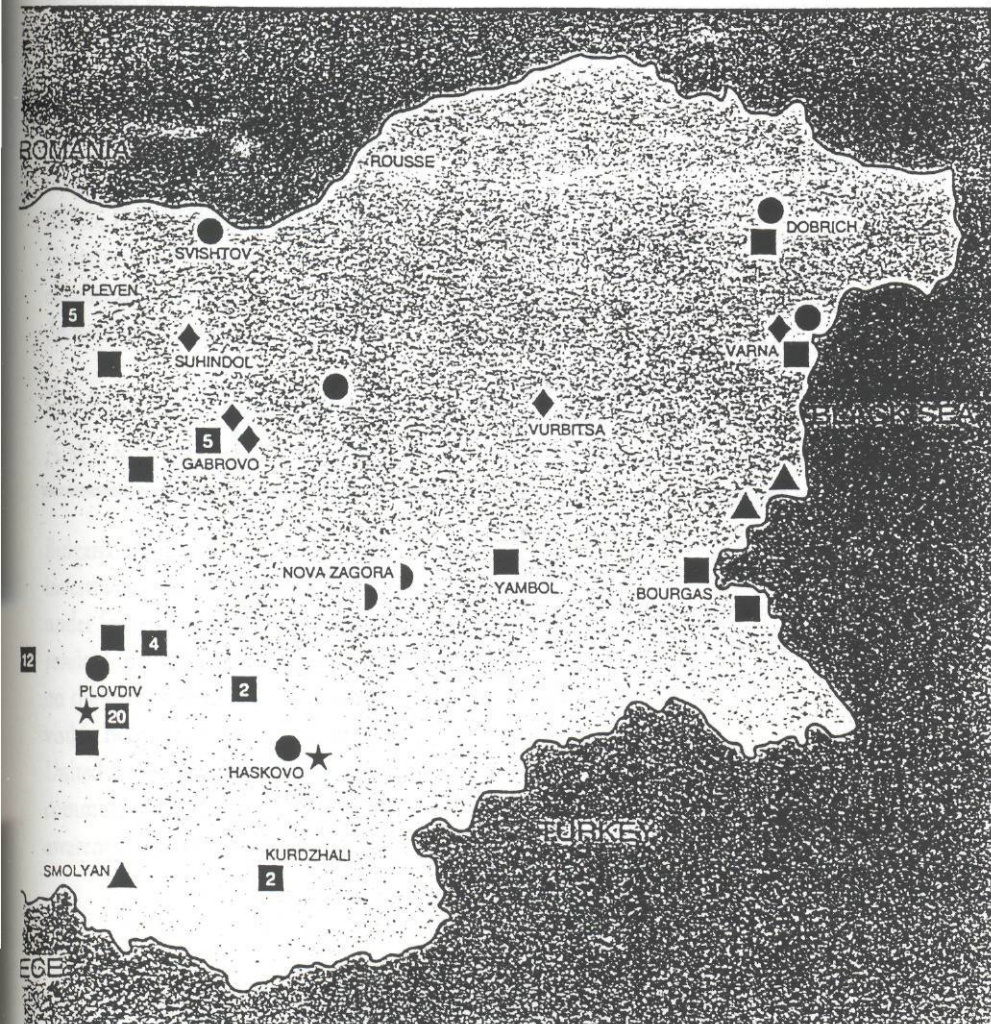 ROMANIA
ROUSSE
SVISHTOV
DOBRICH
PLEVEN
5
SUHINDOL
VARNA
BLASK SEA
VURBITSA
5
GABROVO
NOVA ZAGORA
YAMBOL
BOURGAS
4
12
PLOVDIV
2
20
HASKOVO
TURKEY
KURDZHALI
SMOLYAN
2
ECE